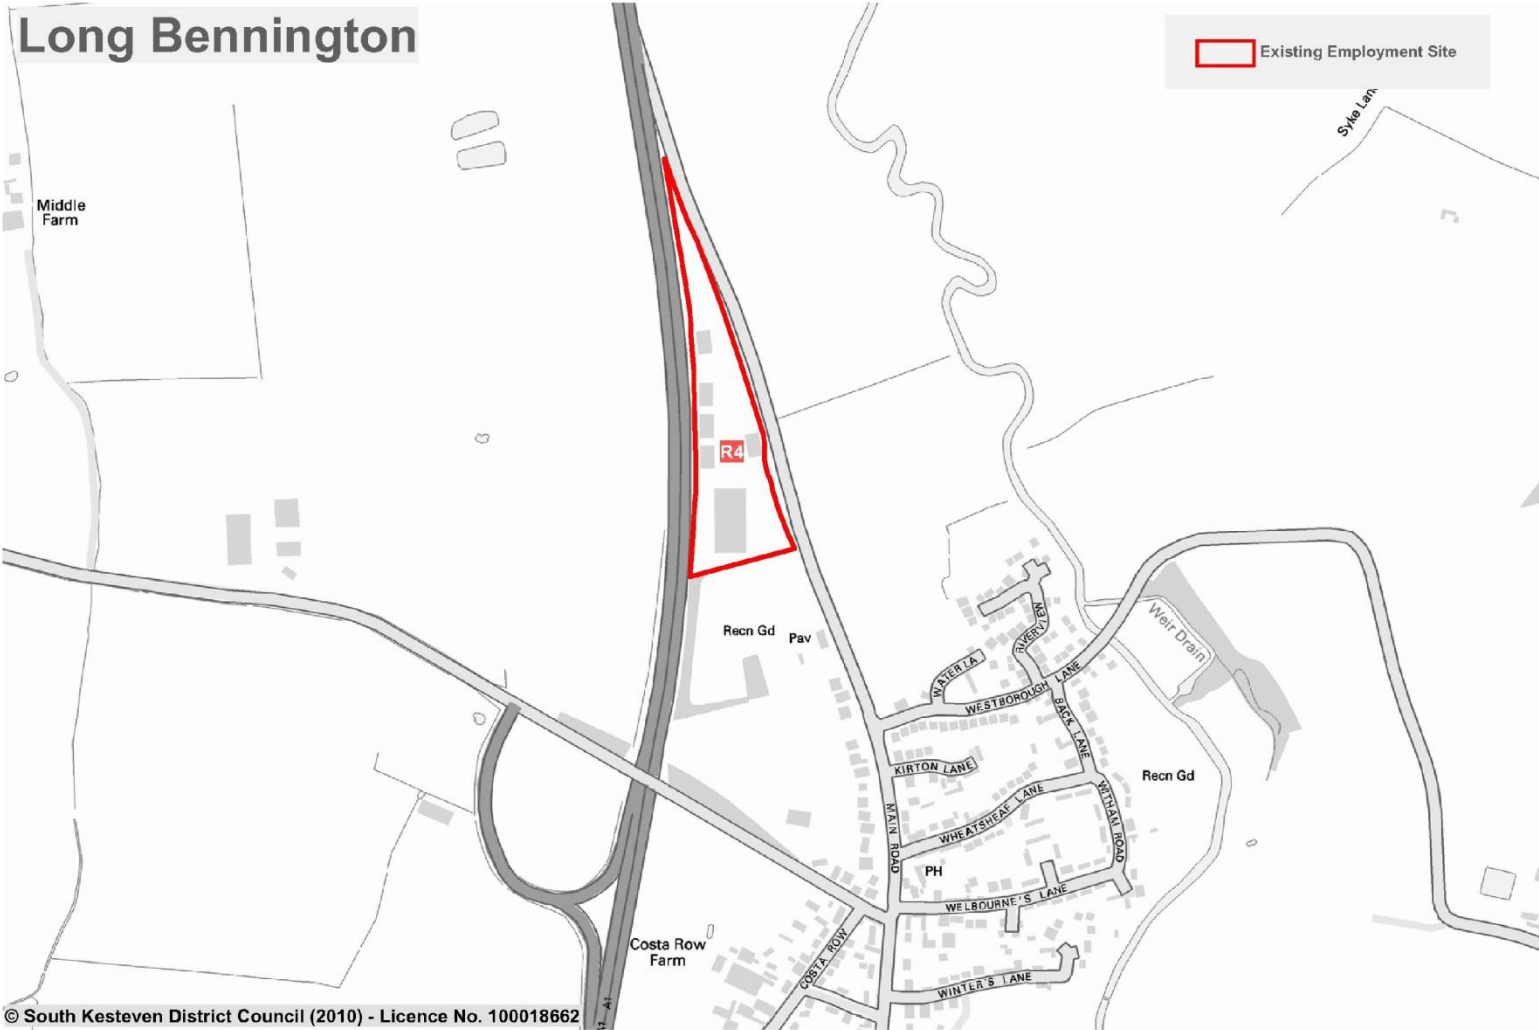 Long Bennington
Existing Employment Site
Syke Lane
Middle
Farm
R4
Recn Gd
Pav
RIVERVIEW
WATER LA
WESTBOROUGH LANE
Weir Drain
BACK LANE
KIRTON LANE
Recn Gd
WHEATSHEAF LANE
MAIN ROAD
WITHAM ROAD
PH
WELBOURNE'S LANE
COSTA ROW
Costa Row
Farm
WINTER'S LANE
A1
© South Kesteven District Council (2010) - Licence No. 100018662